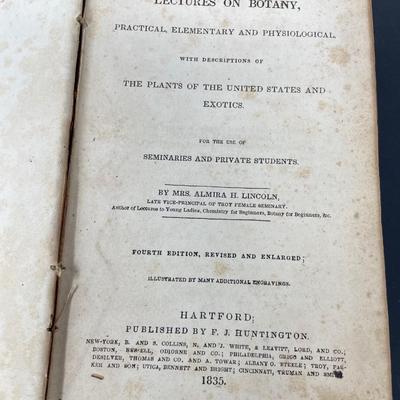 LECTURES ON BOTANY,
PRACTICAL, ELEMENTARY AND PHYSIOLOGICAL,
WITH DESCRIPTIONS OF
THE PLANTS OF THE UNITED STATES AND
EXOTICS.
FOR THE USE OF
SEMINARIES AND PRIVATE STUDENTS.
BY MRS. ALMIRA H. LINCOLN,
LATE VICE-PRINCIPAL OF TROY FEMALE SEMINARY.
Author of Lectures to Young Ladies, Chemistry for Beginners, Botany for Beginners, &c.
FOURTH EDITION, REVISED AND ENLARGED;
ILLUSTRATED BY MANY ADDITIONAL ENGRAVINGS.
HARTFORD;
PUBLISHED BY F. J. HUNTINGTON.
NEW-YORK, B. AND S. COLLINS, N. AND J. WHITE, & LEAVITT, LORD, AND CO.;
BOSTON, RUSSELL, ODIORNE AND CO.; PHILADELPHIA, GRIGG AND ELLIOTT,
DESILVER, THOMAS AND CO. AND A. TOWAR; ALBANY O. STEELE; TROY, PAR-
KER AND SON; UTICA, BENNETT AND BRIGHT; CINCINNATI, TRUMAN AND SMITH
1835.